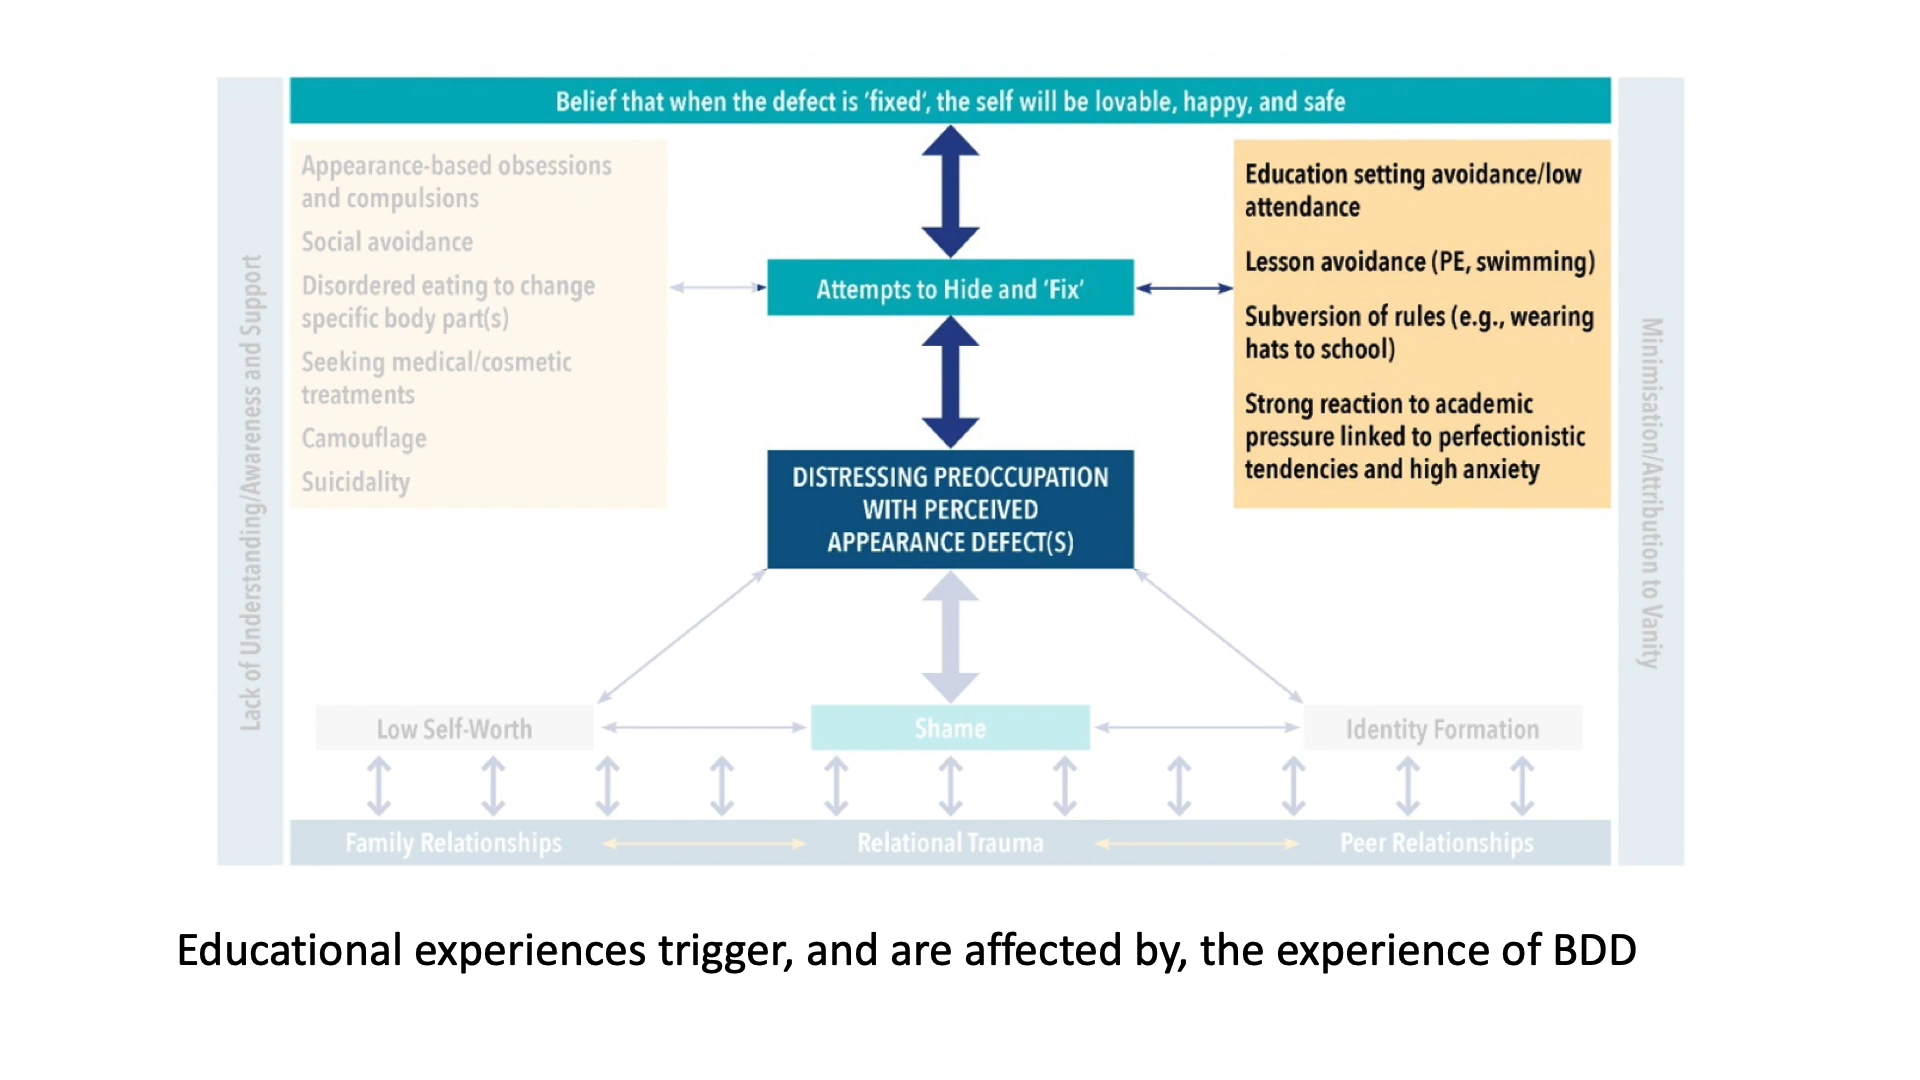 Belief that when the defect is ‘fixed’, the self will be lovable, happy, and safe
Lack of Understanding/Awareness and Support
Appearance-based obsessions
and compulsions
Social avoidance
Disordered eating to change
specific body part(s)
Seeking medical/cosmetic
treatments
Camouflage
Suicidality
Attempts to Hide and ‘Fix’
DISTRESSING PREOCCUPATION
WITH PERCEIVED
APPEARANCE DEFECT(S)
Education setting avoidance/low
attendance
Lesson avoidance (PE, swimming)
Subversion of rules (e.g., wearing
hats to school)
Strong reaction to academic
pressure linked to perfectionistic
tendencies and high anxiety
Minimisation/Attribution to Vanity
Low Self-Worth
Shame
Identity Formation
Family Relationships
Relational Trauma
Peer Relationships
Educational experiences trigger, and are affected by, the experience of BDD